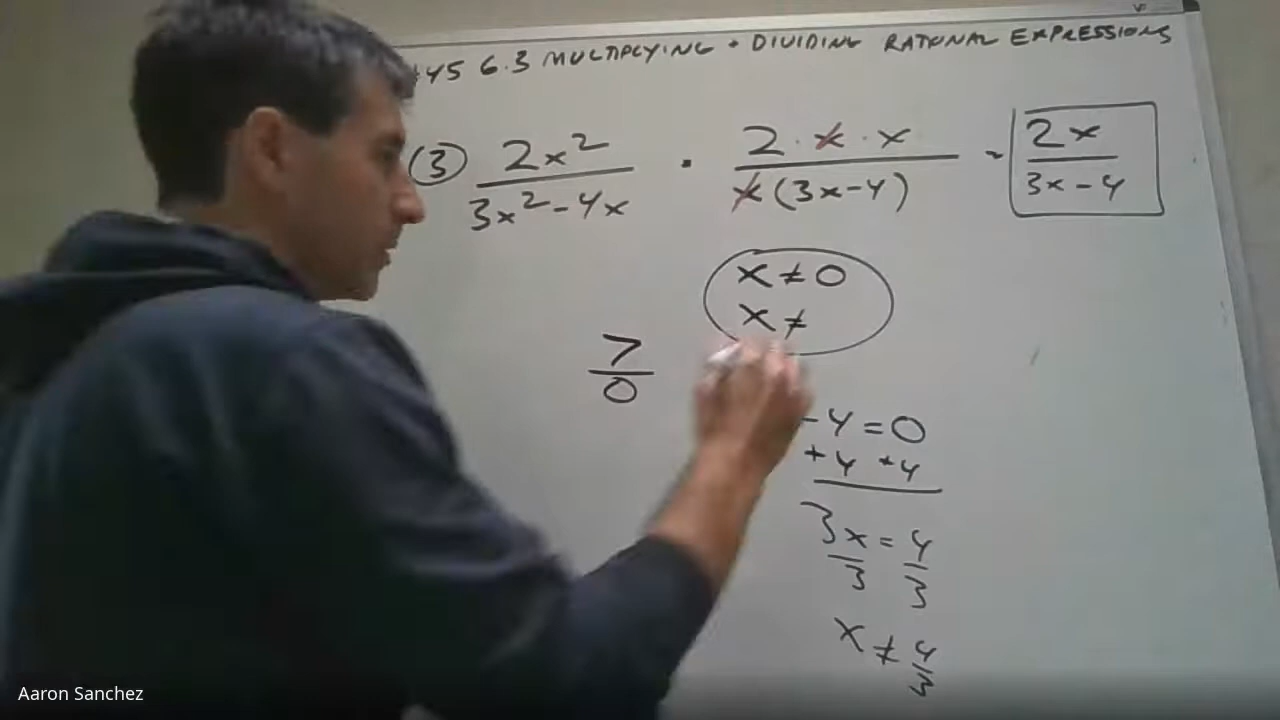 45 6.3 MULTIPLYING + DIVIDING RATIONAL EXPRESSIONS
(3) 2x² / 3x² - 4x · 2 · x · x / x(3x - 4) - 2x / 3x - 4
x ≠ 0
x ≠
7 / 0
- 4 = 0
+ 4 + 4
3x / 3 = 4 / 3
x ≠ 4 / 3
Aaron Sanchez